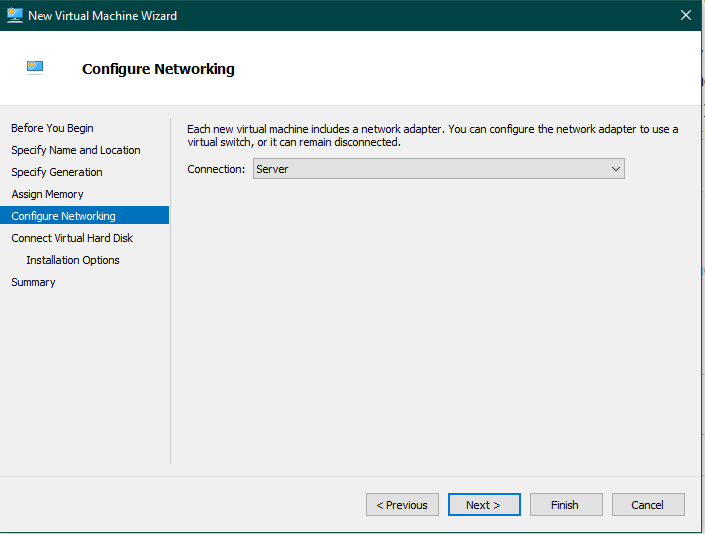 New Virtual Machine Wizard
Configure Networking
Before You Begin
Specify Name and Location
Specify Generation
Assign Memory
Configure Networking
Connect Virtual Hard Disk
Installation Options
Summary
Each new virtual machine includes a network adapter. You can configure the network adapter to use a
virtual switch, or it can remain disconnected.
Connection: Server
< Previous Next > Finish Cancel